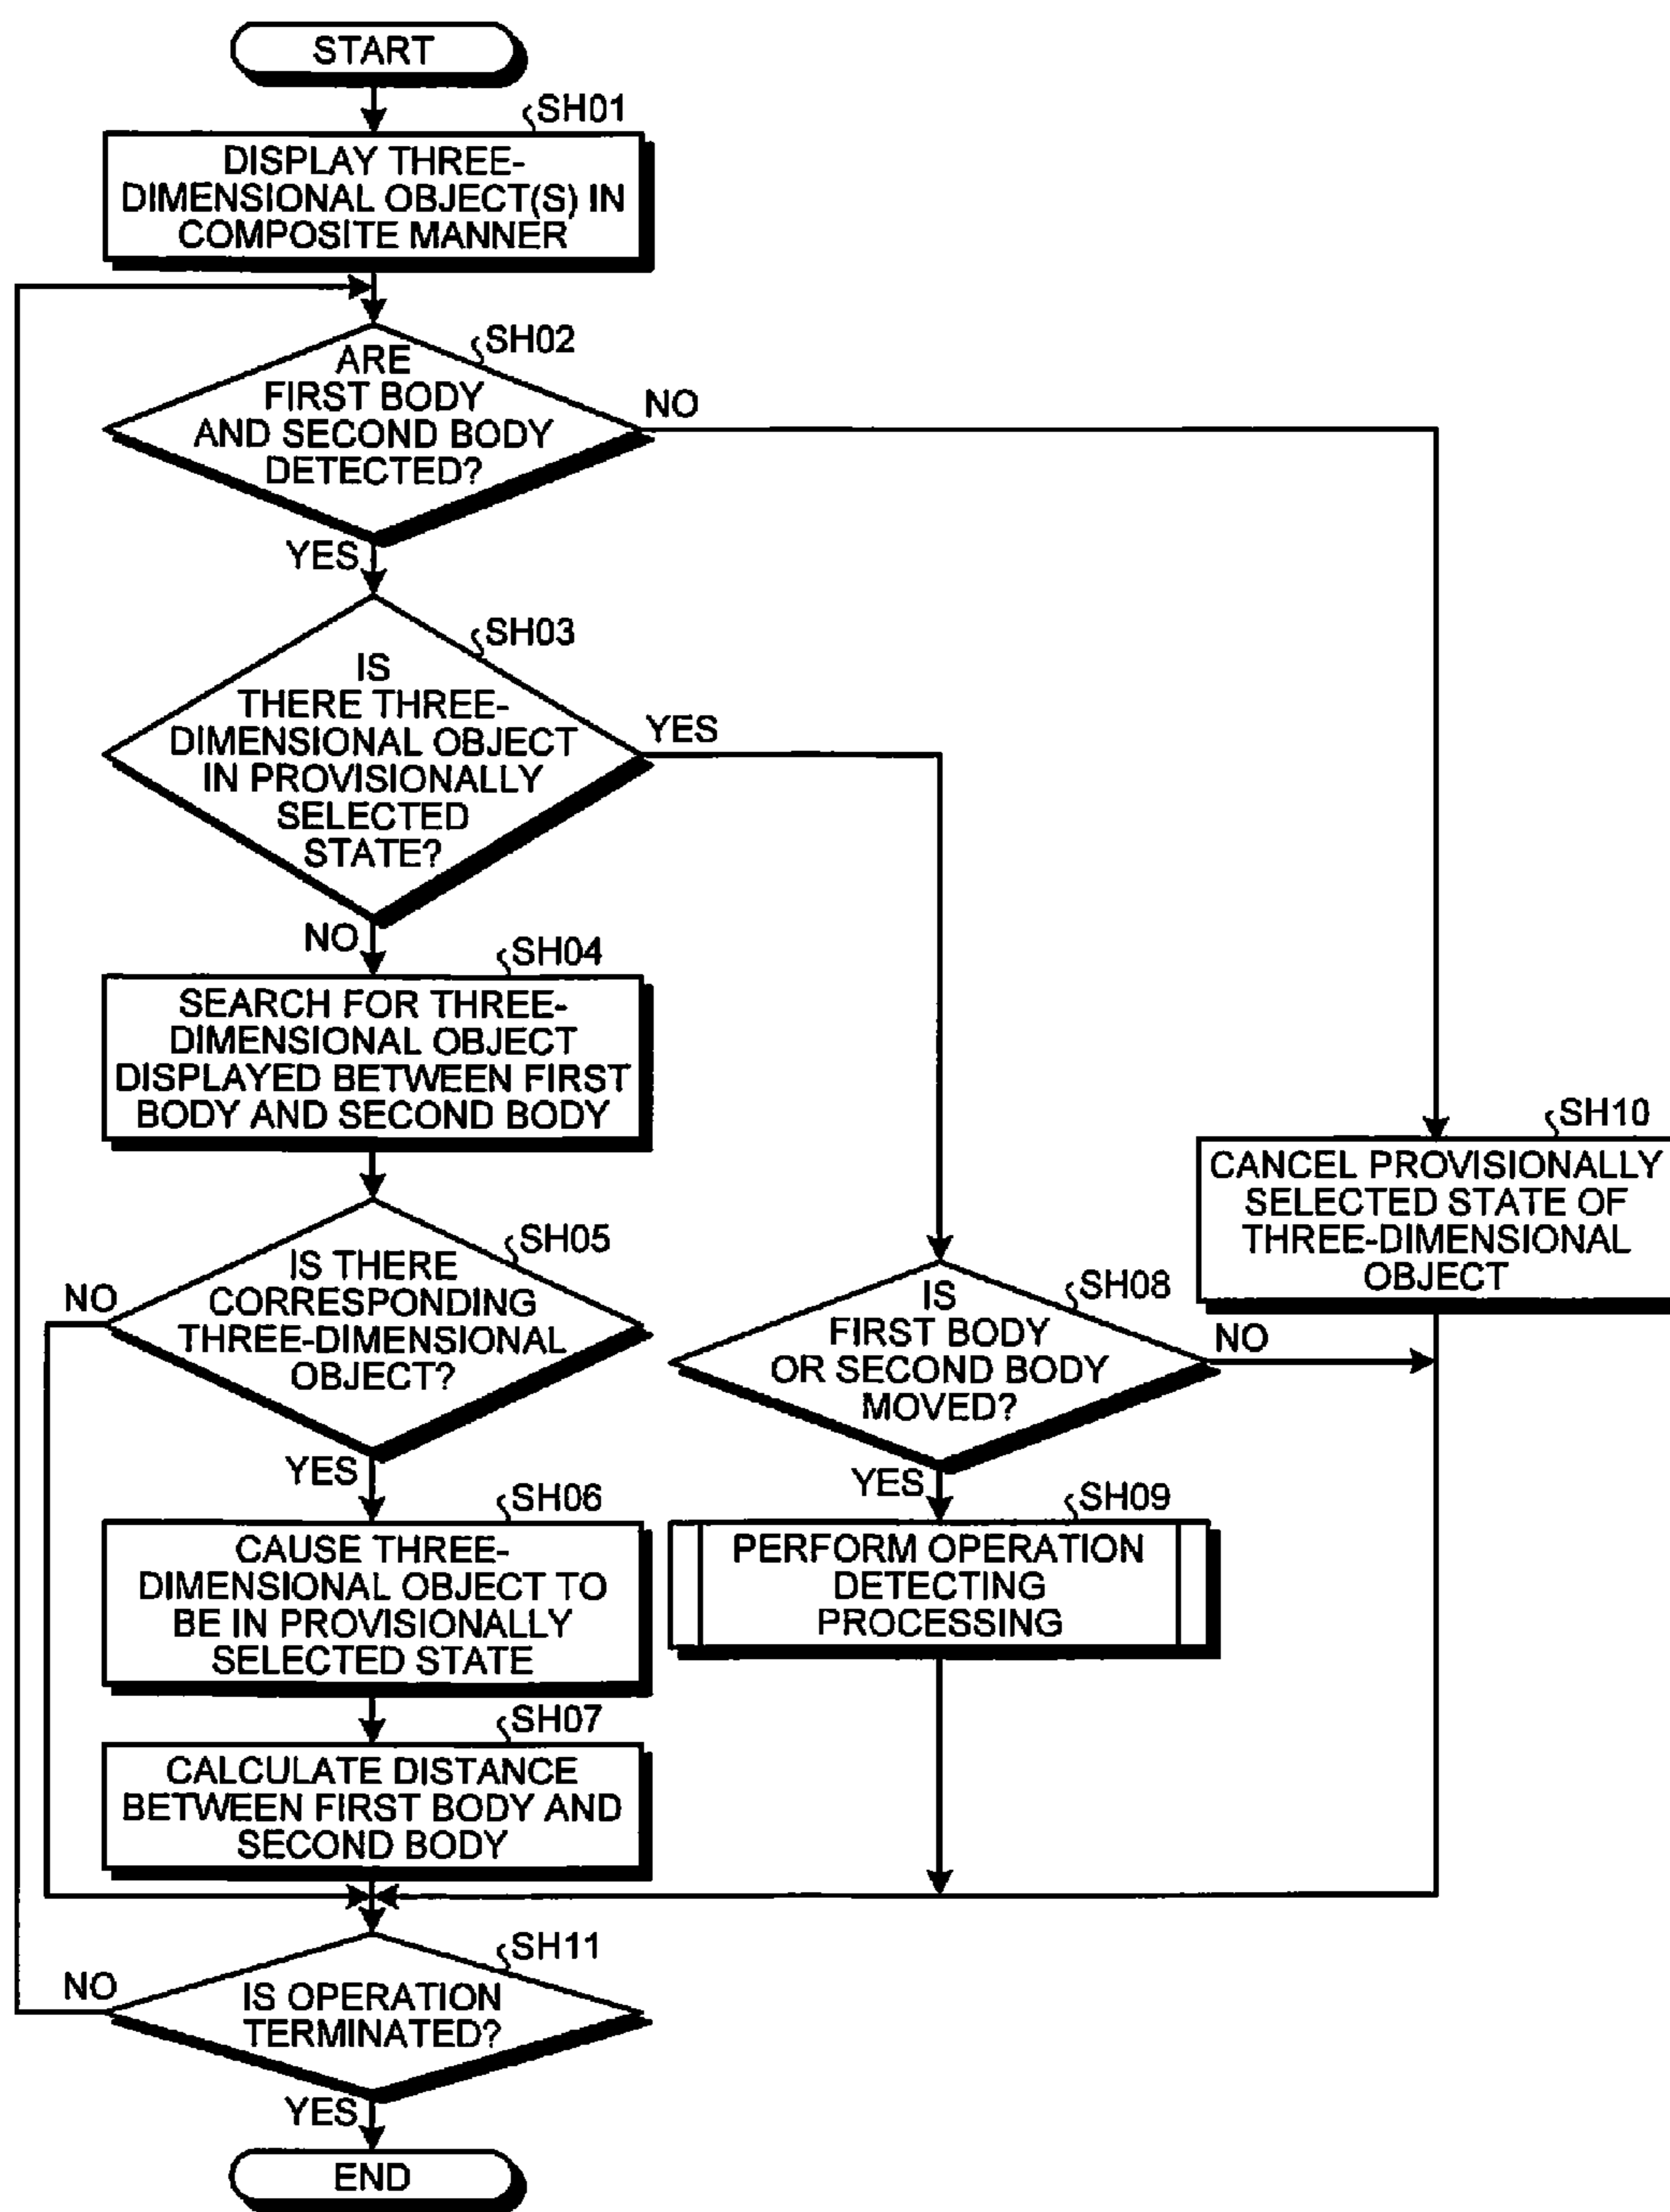 START
SH01
DISPLAY THREE-
DIMENSIONAL OBJECT(S) IN
COMPOSITE MANNER
SH02
ARE
FIRST BODY
AND SECOND BODY
DETECTED?
NO
YES
SH03
IS
THERE THREE-
DIMENSIONAL OBJECT
IN PROVISIONALLY
SELECTED
STATE?
YES
NO
SH04
SEARCH FOR THREE-
DIMENSIONAL OBJECT
DISPLAYED BETWEEN FIRST
BODY AND SECOND BODY
SH10
CANCEL PROVISIONALLY
SELECTED STATE OF
THREE-DIMENSIONAL
OBJECT
SH05
IS THERE
CORRESPONDING
THREE-DIMENSIONAL
OBJECT?
NO
YES
SH08
IS
FIRST BODY
OR SECOND BODY
MOVED?
NO
YES
SH06
CAUSE THREE-
DIMENSIONAL OBJECT TO
BE IN PROVISIONALLY
SELECTED STATE
SH09
PERFORM OPERATION
DETECTING
PROCESSING
SH07
CALCULATE DISTANCE
BETWEEN FIRST BODY AND
SECOND BODY
SH11
IS OPERATION
TERMINATED?
NO
YES
END